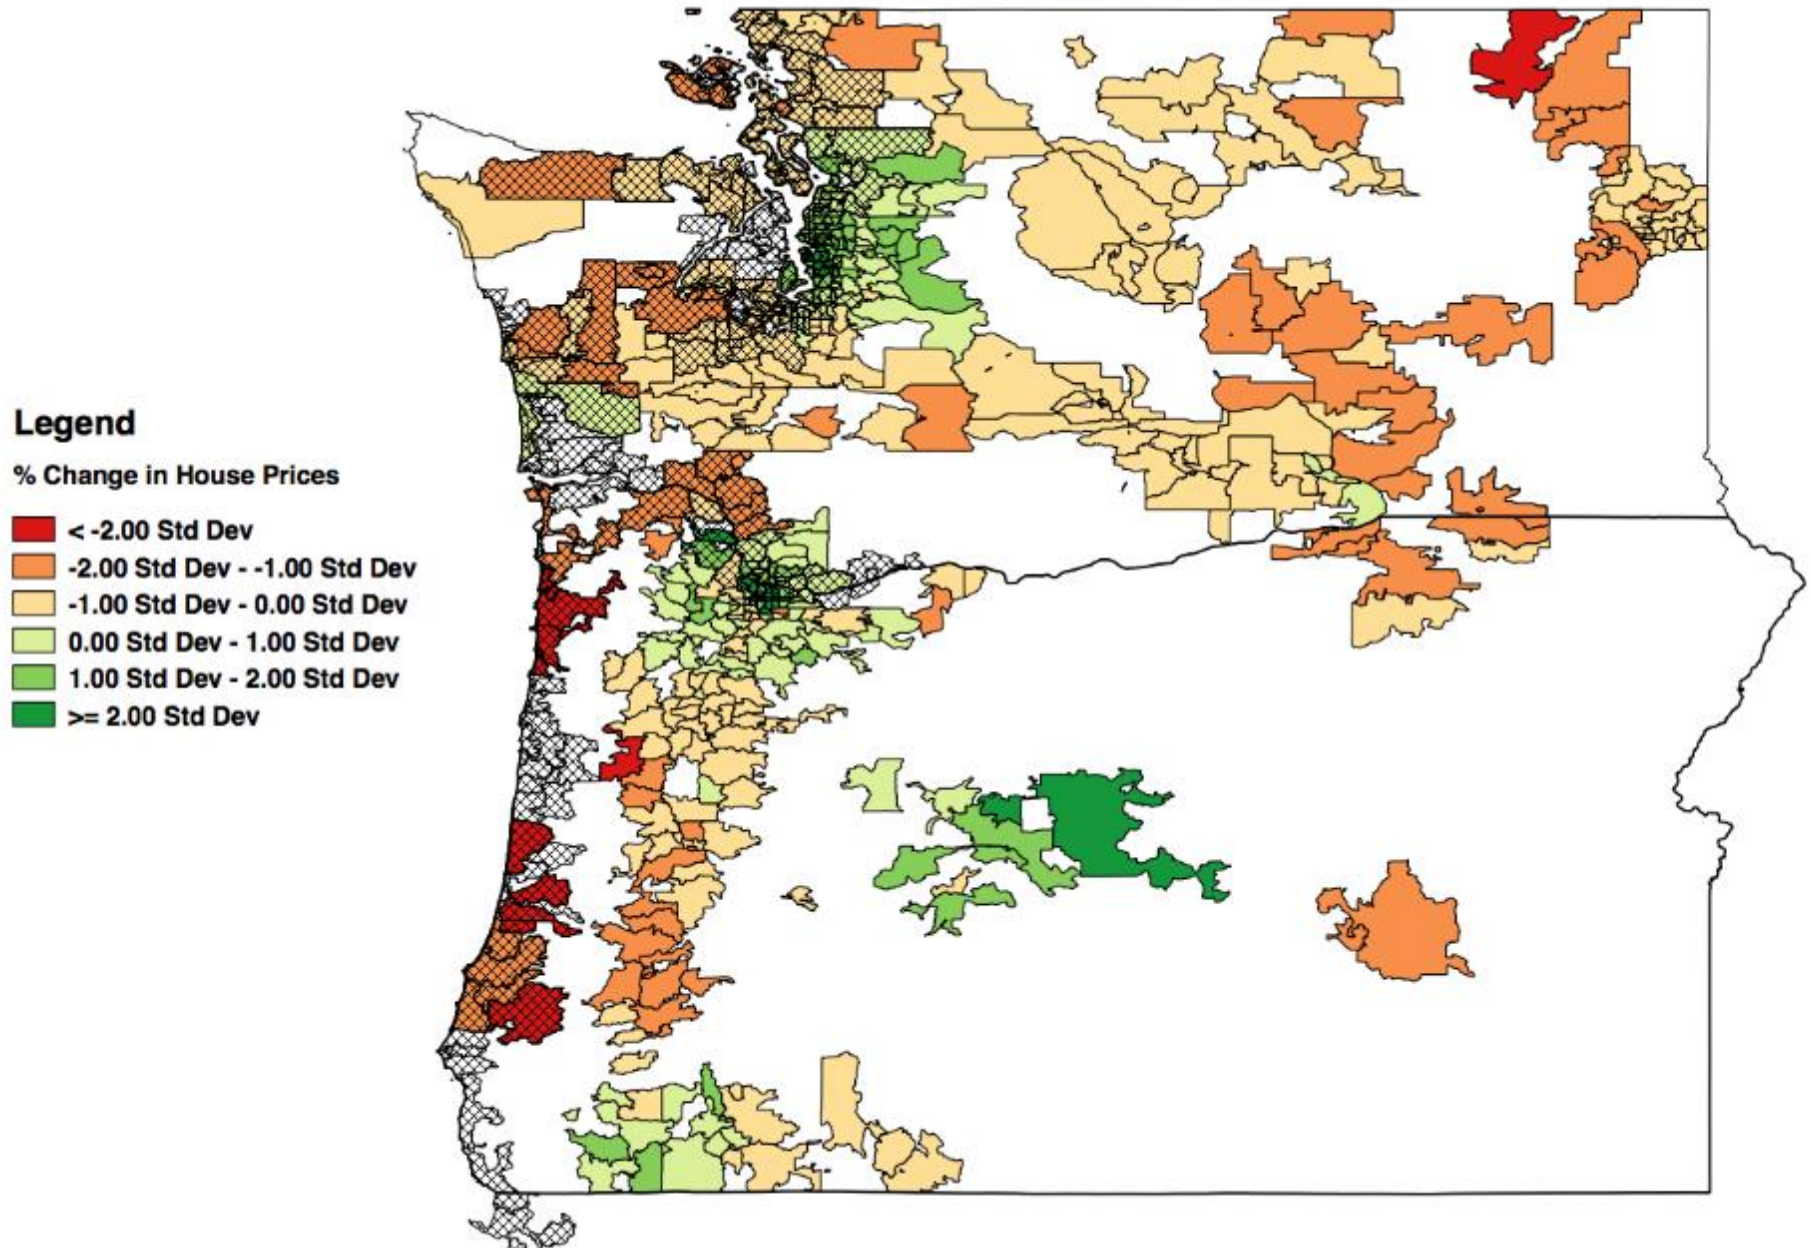 Legend
% Change in House Prices
< -2.00 Std Dev
-2.00 Std Dev - -1.00 Std Dev
-1.00 Std Dev - 0.00 Std Dev
0.00 Std Dev - 1.00 Std Dev
1.00 Std Dev - 2.00 Std Dev
>= 2.00 Std Dev